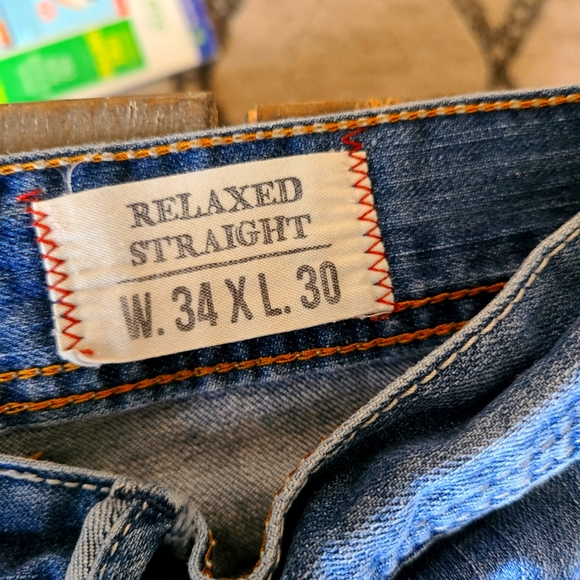 RELAXED
STRAIGHT
W. 34 X L. 30